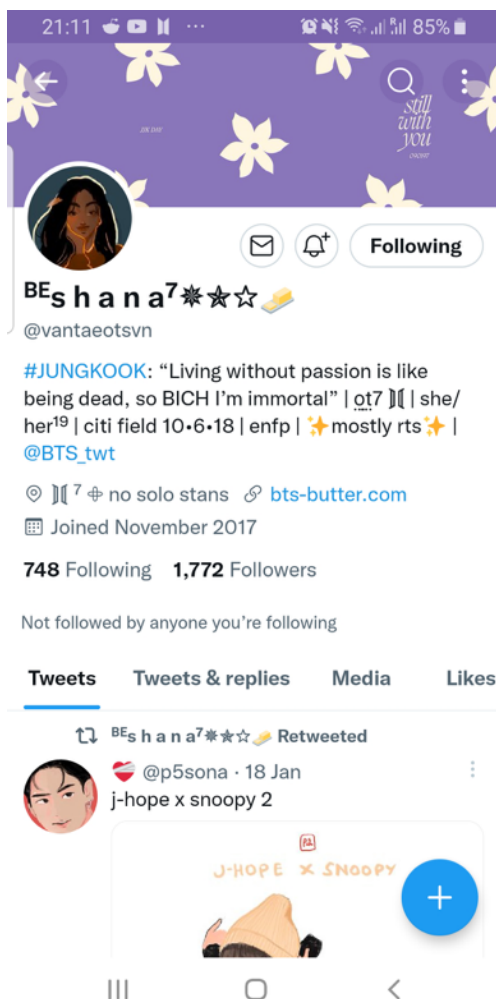 21:11 ··· 85%
still
with
you
ᴮᴱs h a n a⁷✵✯☆🧈
Following
@vantaeotsvn
#JUNGKOOK: “Living without passion is like
being dead, so BICH I’m immortal” | o͟t7 ⟭⟬ | she/
her¹⁹ | citi field 10•6•18 | enfp | ✨mostly rts✨ |
@BTS_twt
⟭⟬ ⁷ ⌖ no solo stans bts-butter.com
Joined November 2017
748 Following 1,772 Followers
Not followed by anyone you’re following
Tweets Tweets & replies Media Likes
ᴮᴱs h a n a⁷✵✯☆🧈 Retweeted
❤️‍🩹 @p5sona · 18 Jan
j-hope x snoopy 2
J-HOPE × SNOOPY